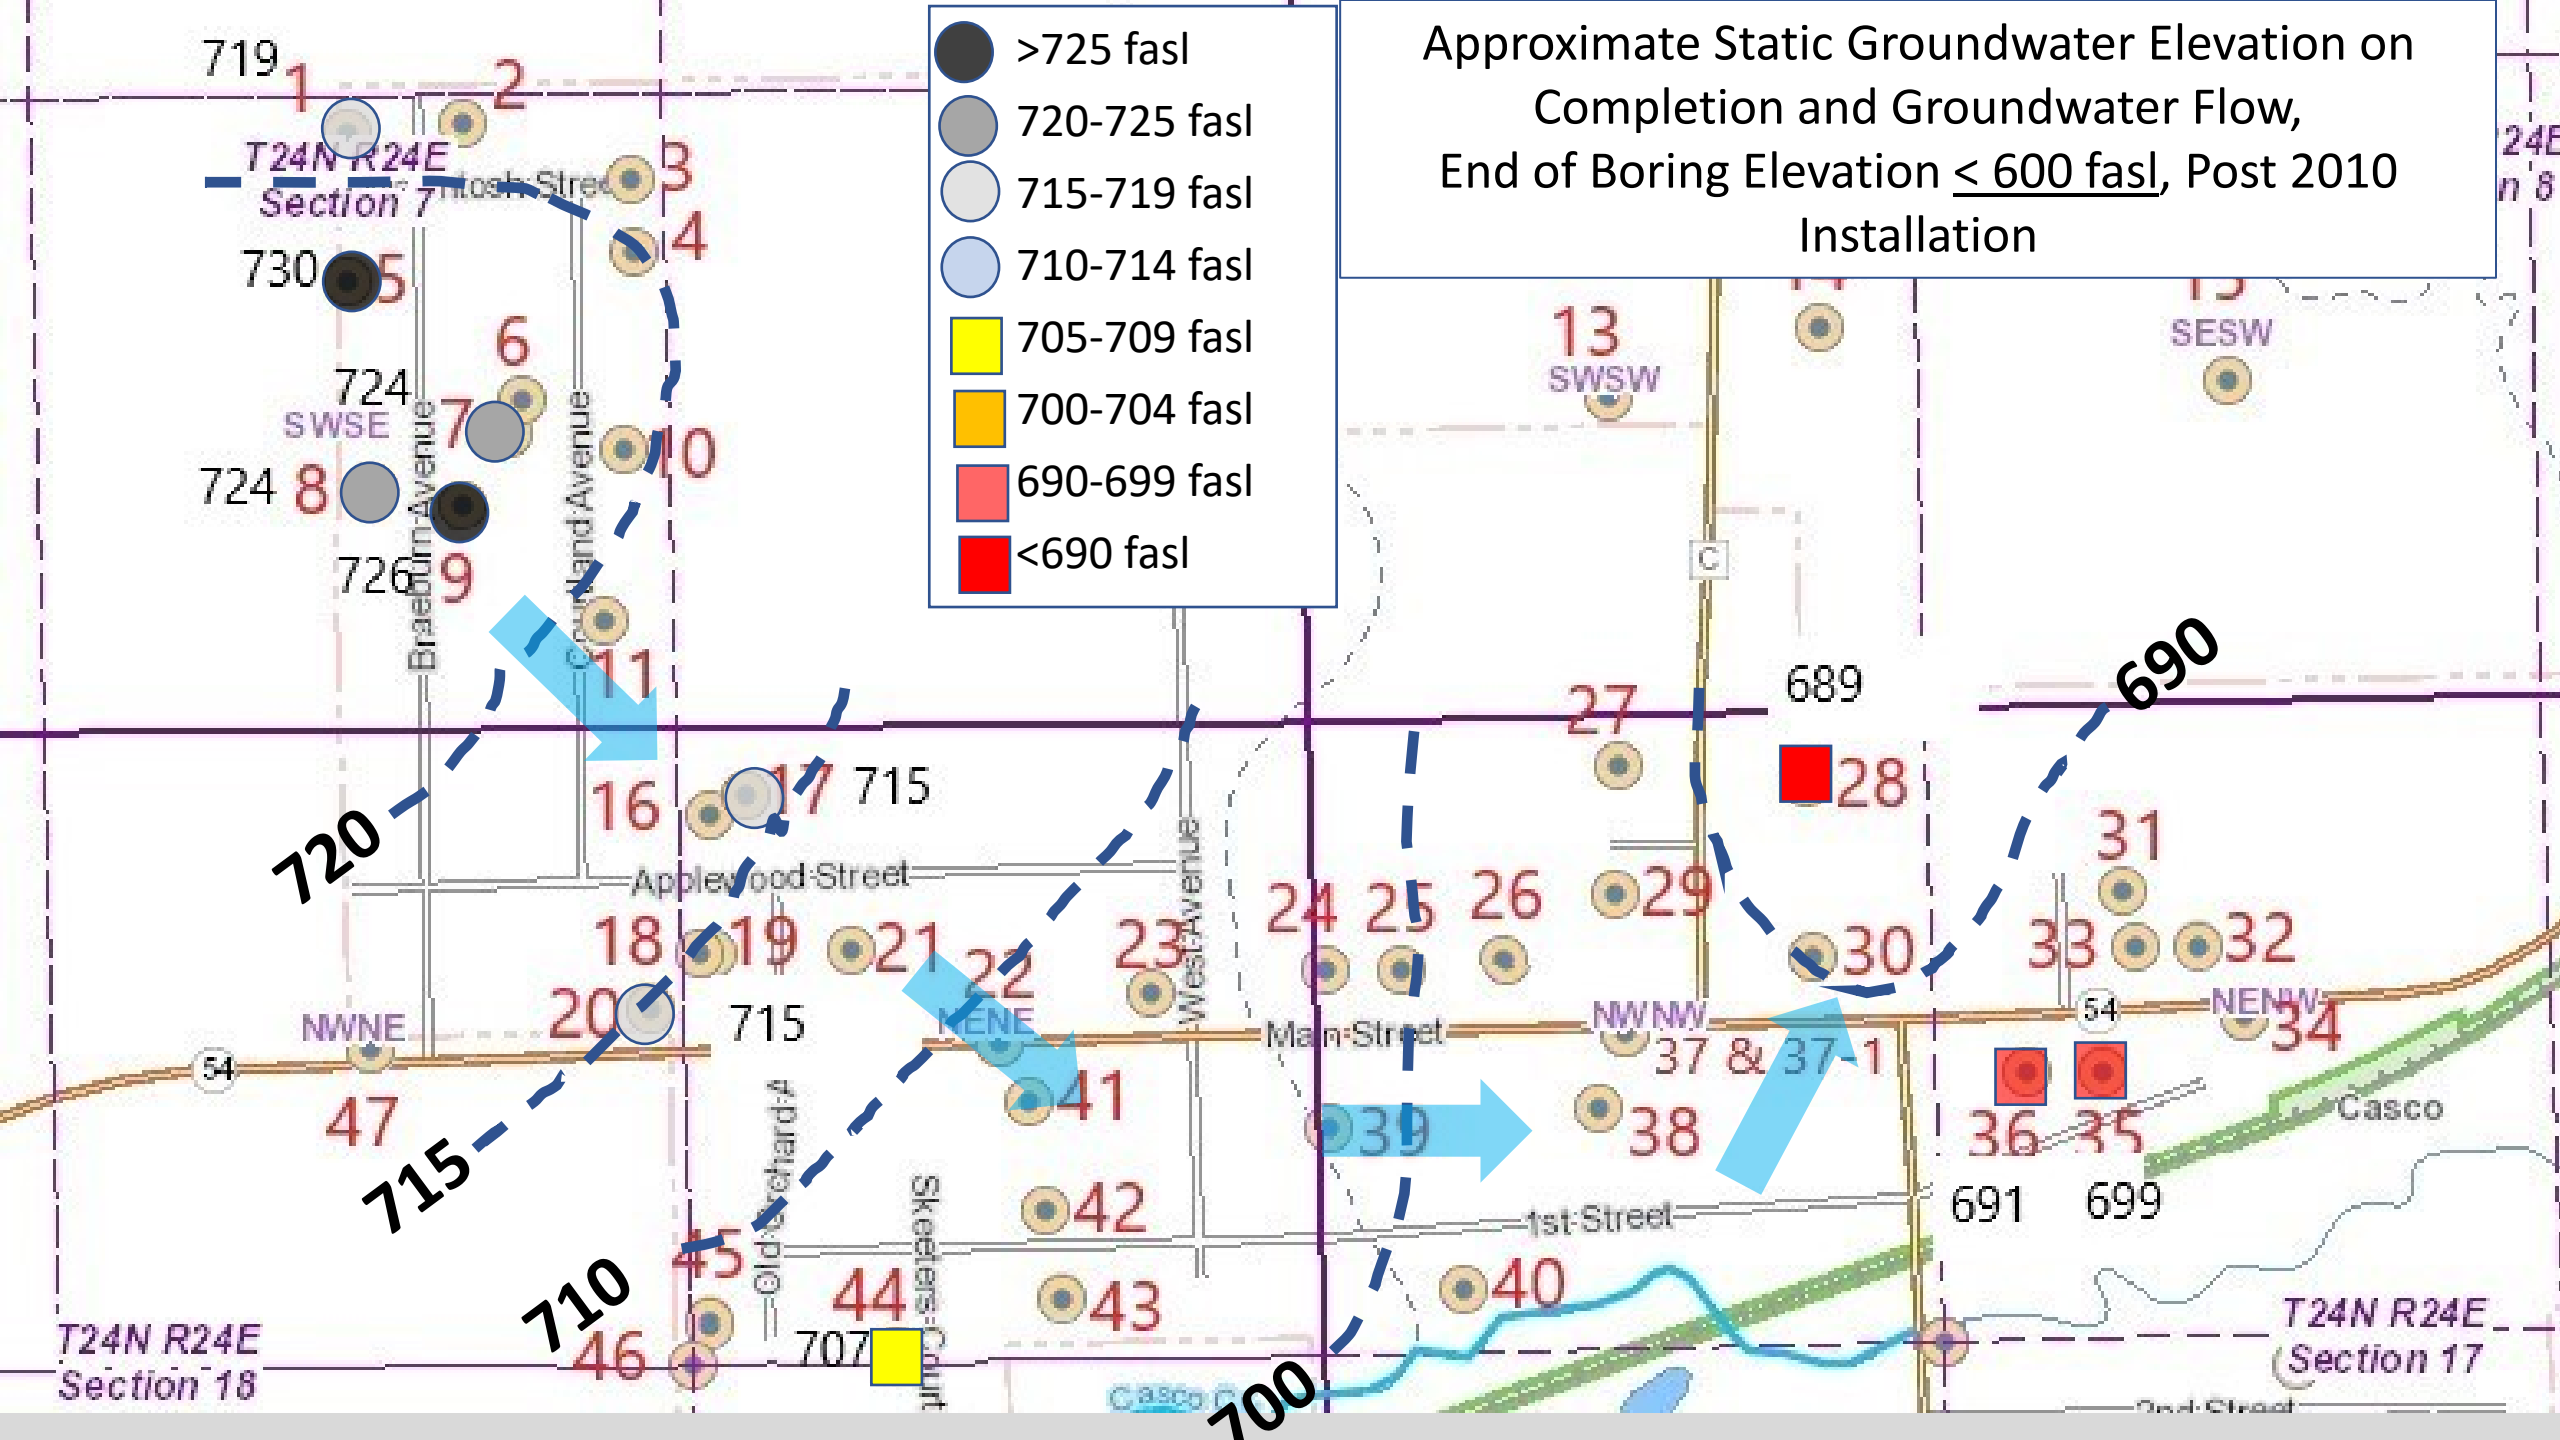 Approximate Static Groundwater Elevation on
Completion and Groundwater Flow,
End of Boring Elevation < 600 fasl, Post 2010
Installation
>725 fasl
720-725 fasl
715-719 fasl
710-714 fasl
705-709 fasl
700-704 fasl
690-699 fasl
<690 fasl
719
1
2
T24N R24E
Section 7
3
4
730
5
6
724
SWSE
7
724
8
726
9
10
11
Braeburn Avenue
13
SWSW
SESW
C
689
690
27
28
16
17
715
720
Applewood Street
18
19
21
22
23
West Avenue
24
25
26
29
30
31
33
32
20
715
NWNE
NENE
Main Street
NWNW
54
NENW
34
54
37 & 37-1
47
41
39
38
36
35
Casco
715
691
699
42
1st Street
45
44
43
40
Skeeters Court
710
46
707
T24N R24E
Section 18
T24N R24E
Section 17
Casco C
700
2nd Street